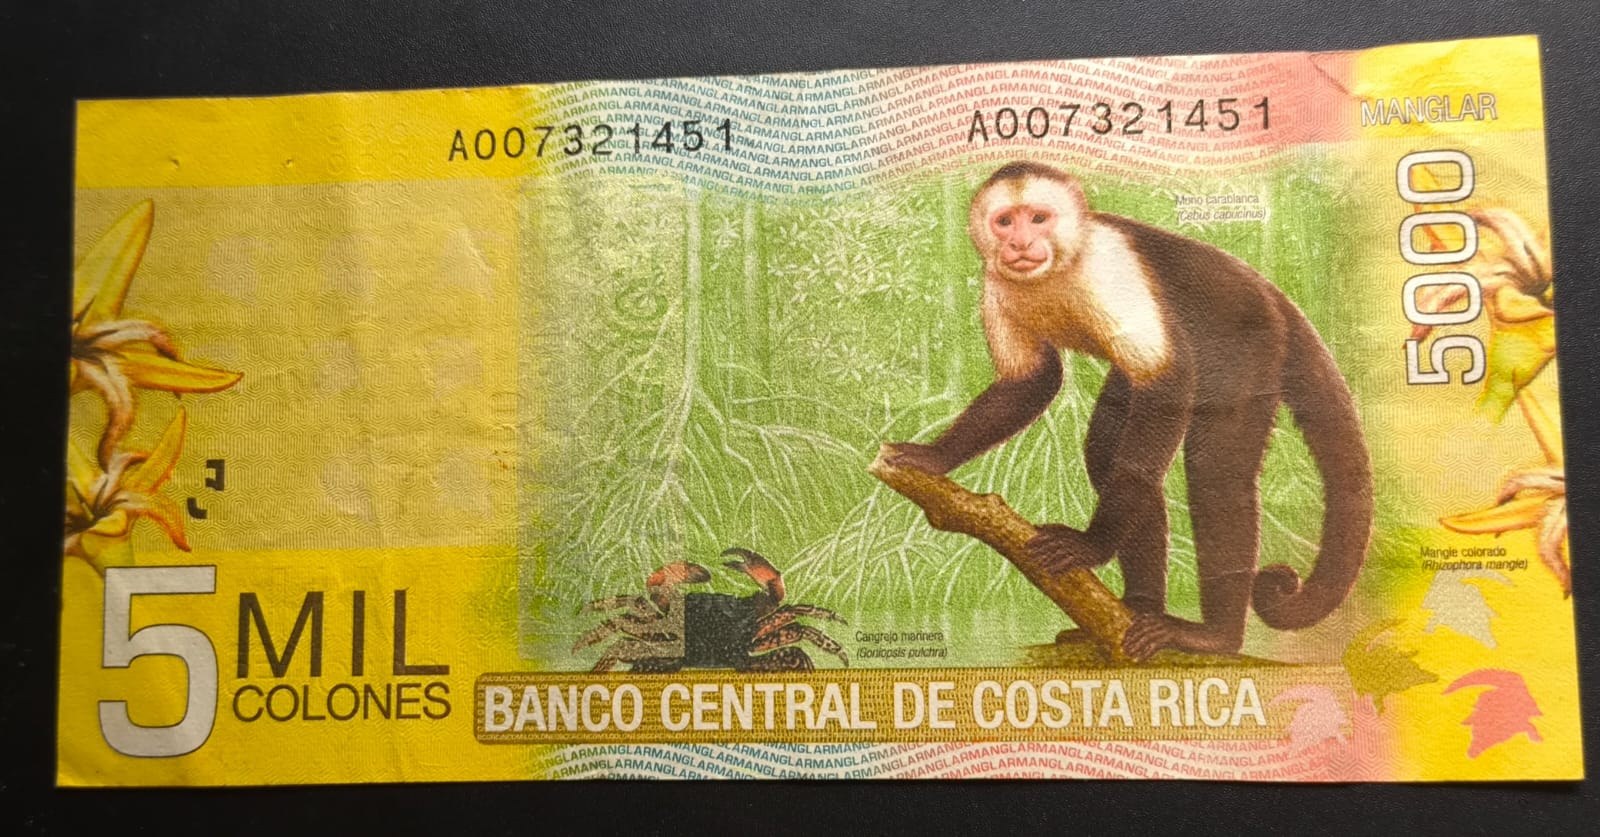 A007321451
A007321451
MANGLAR
5000
Mono carablanca
(Cebus capucinus)
Mangle colorado
(Rhizophora mangle)
Cangrejo marinera
(Goniopsis pulchra)
5 MIL
COLONES
BANCO CENTRAL DE COSTA RICA